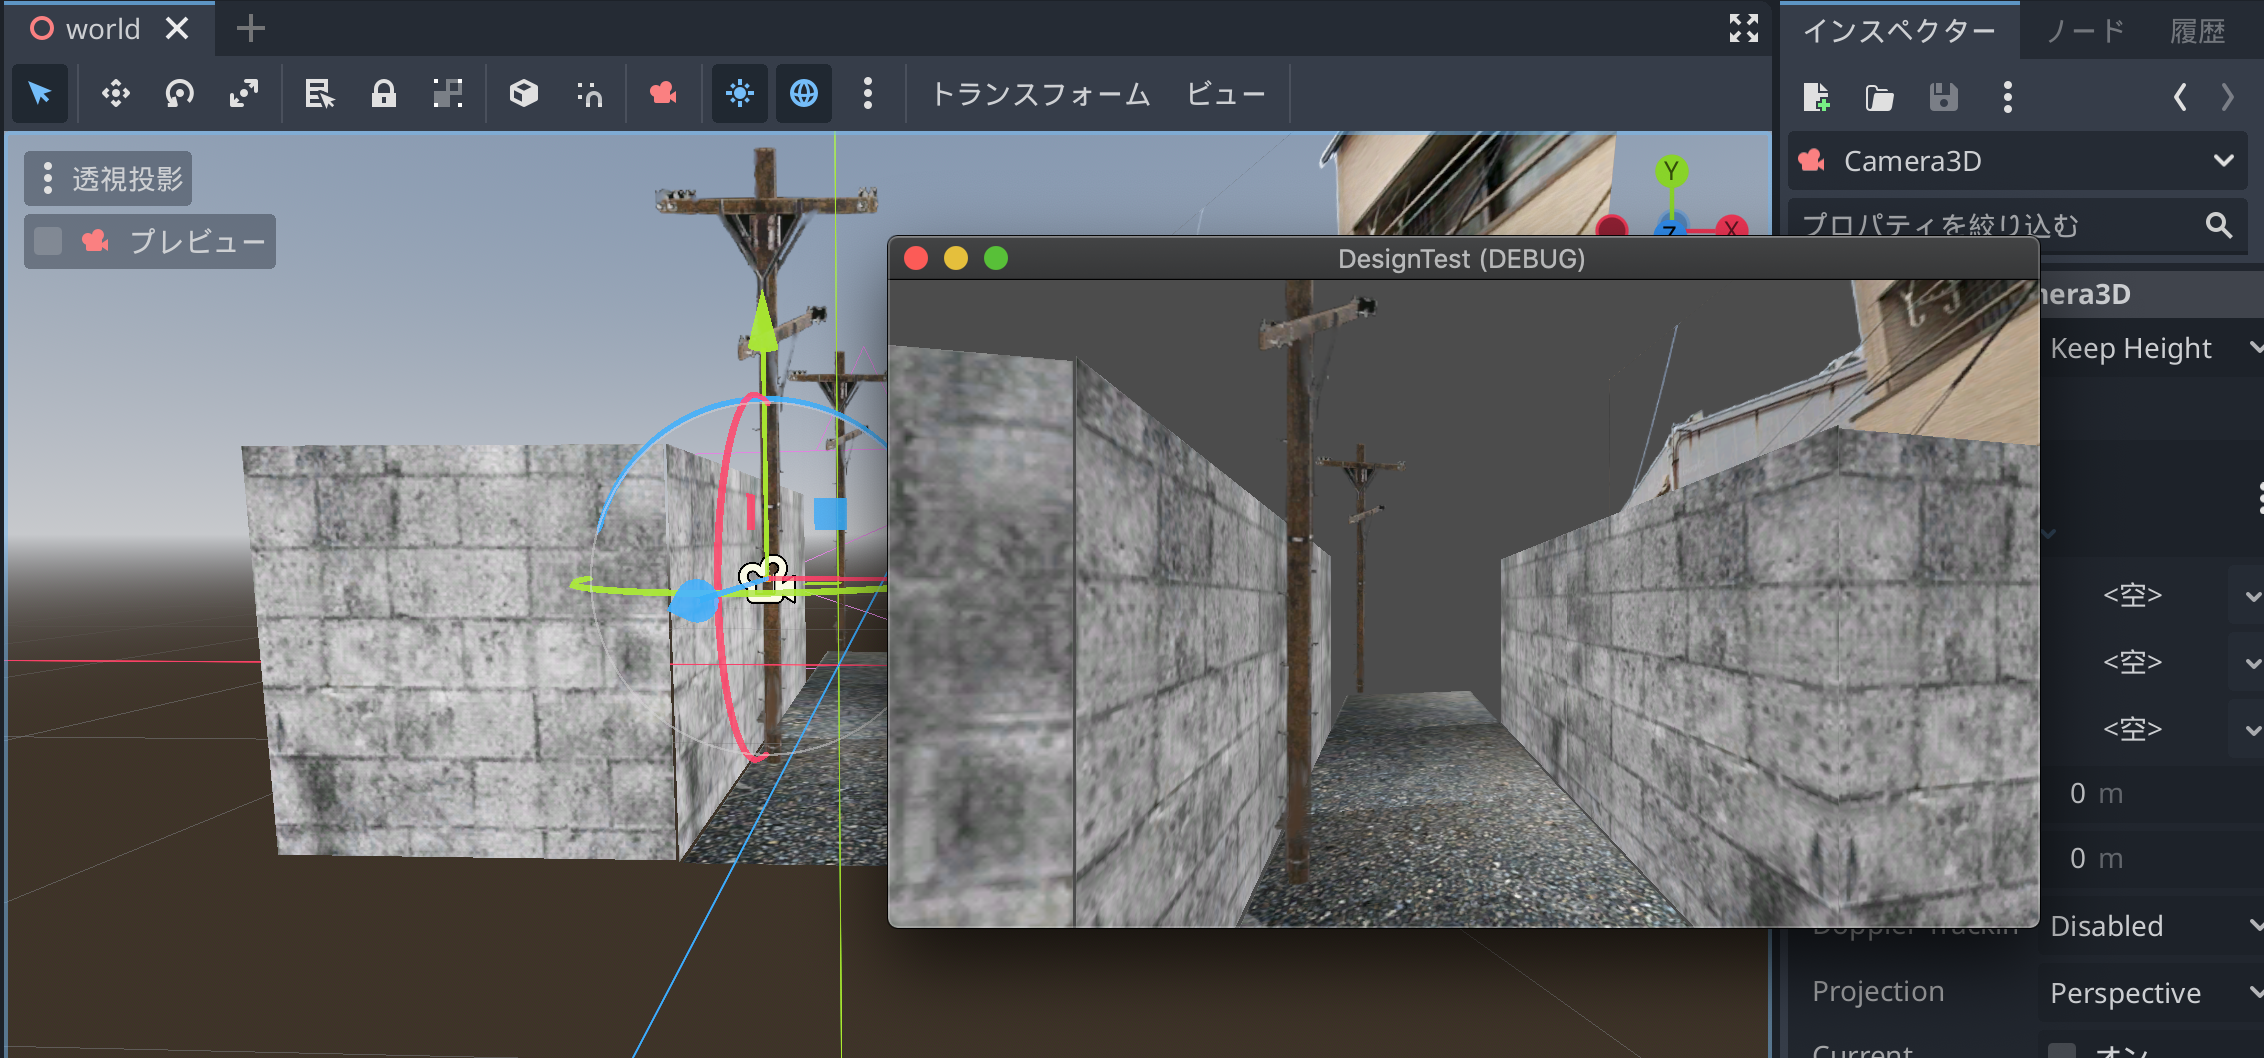 world
インスペクター
ノード
履歴
トランスフォーム
ビュー
透視投影
プレビュー
Camera3D
プロパティを絞り込む
Y
Z
X
DesignTest (DEBUG)
mera3D
Keep Height
<空>
<空>
<空>
0 m
0 m
Doppler Trackin
Disabled
Projection
Perspective
Current
オン